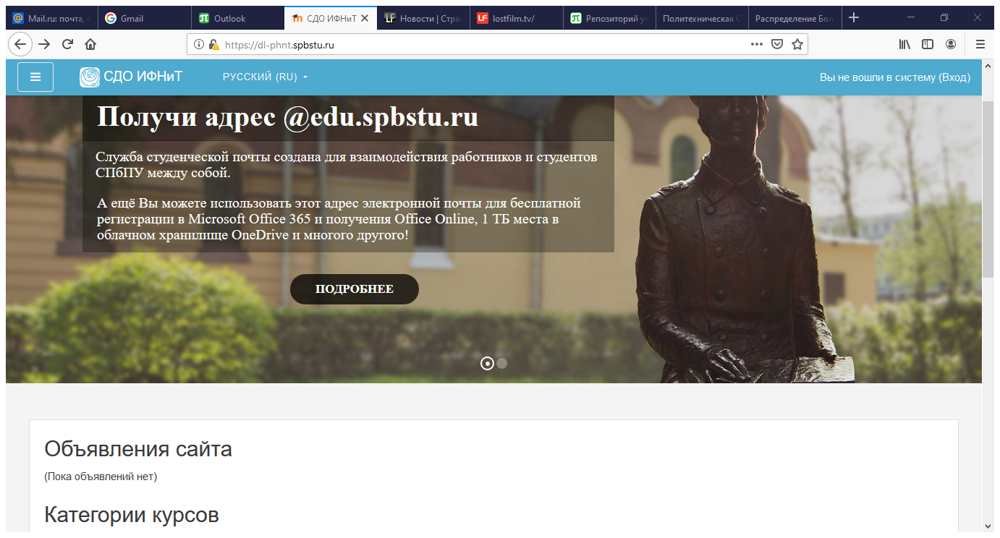 Mail.ru: почта,
Gmail
Outlook
СДО ИФНиТ
Новости | Стра
lostfilm.tv/
Репозиторий
Политехническая
Распределение Бол
https://dl-phnt.spbstu.ru
СДО ИФНиТ
РУССКИЙ (RU)
Вы не вошли в систему (Вход)
Получи адрес @edu.spbstu.ru
Служба студенческой почты создана для взаимодействия работников и студентов
СПбПУ между собой.
А ещё Вы можете использовать этот адрес электронной почты для бесплатной
регистрации в Microsoft Office 365 и получения Office Online, 1 ТБ места в
облачном хранилище OneDrive и многого другого!
ПОДРОБНЕЕ
Объявления сайта
(Пока объявлений нет)
Категории курсов